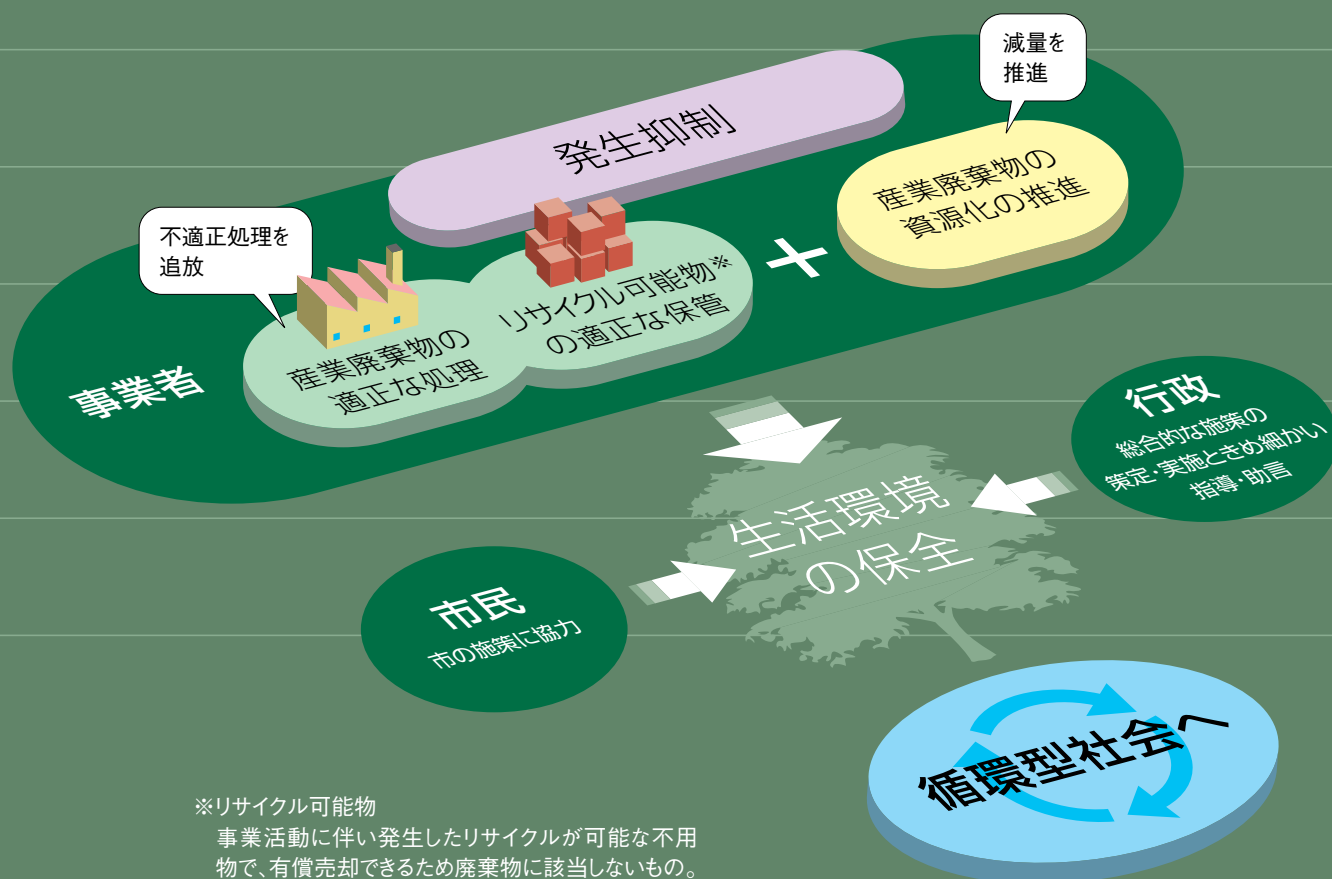 減量を
推進
発生抑制
産業廃棄物の
資源化の推進
不適正処理を
追放
+
リサイクル可能物※
の適正な保管
産業廃棄物の
適正な処理
事業者
行政
総合的な施策の
策定・実施ときめ細かい
指導・助言
生活環境
の保全
市民
市の施策に協力
循環型社会へ
※リサイクル可能物
事業活動に伴い発生したリサイクルが可能な不用
物で、有償売却できるため廃棄物に該当しないもの。